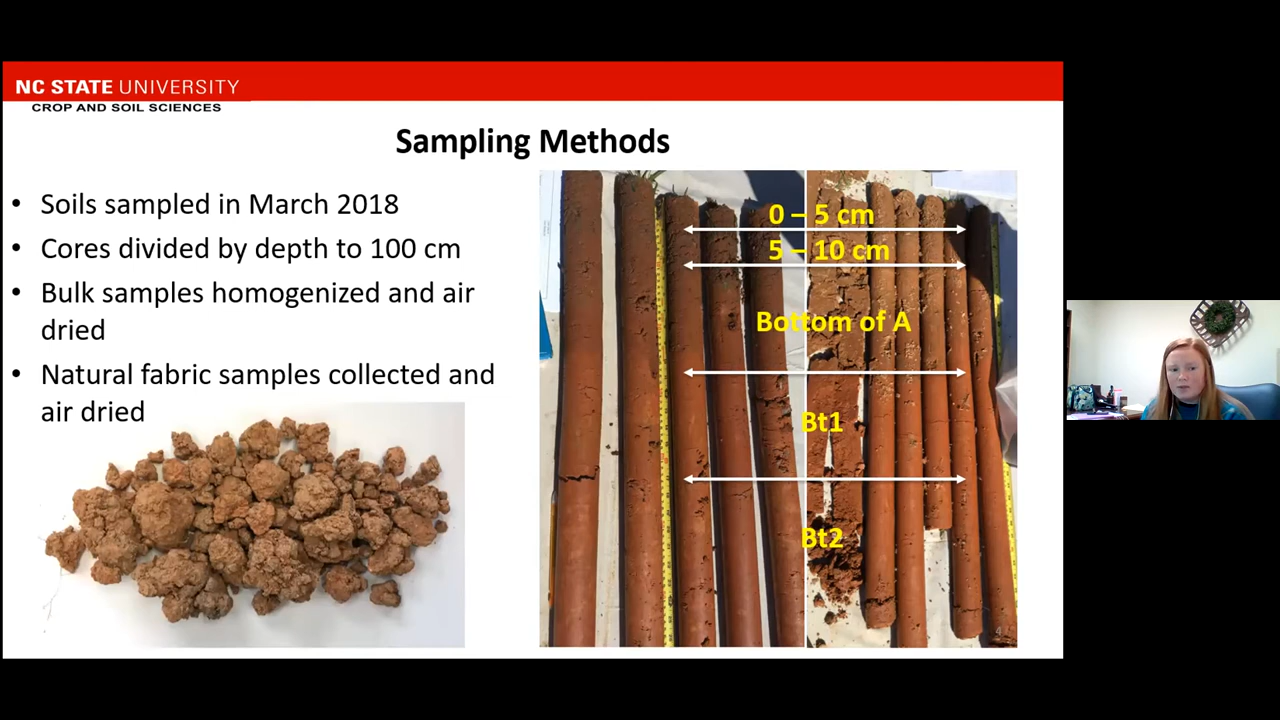 NC STATE UNIVERSITY
CROP AND SOIL SCIENCES
Sampling Methods
• Soils sampled in March 2018
• Cores divided by depth to 100 cm
• Bulk samples homogenized and air
dried
• Natural fabric samples collected and
air dried
0 – 5 cm
5 – 10 cm
Bottom of A
Bt1
Bt2